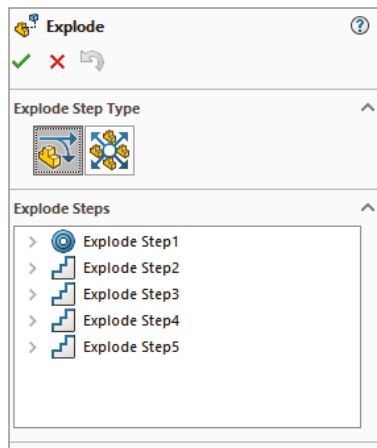 Explode
Explode Step Type
Explode Steps
Explode Step1
Explode Step2
Explode Step3
Explode Step4
Explode Step5